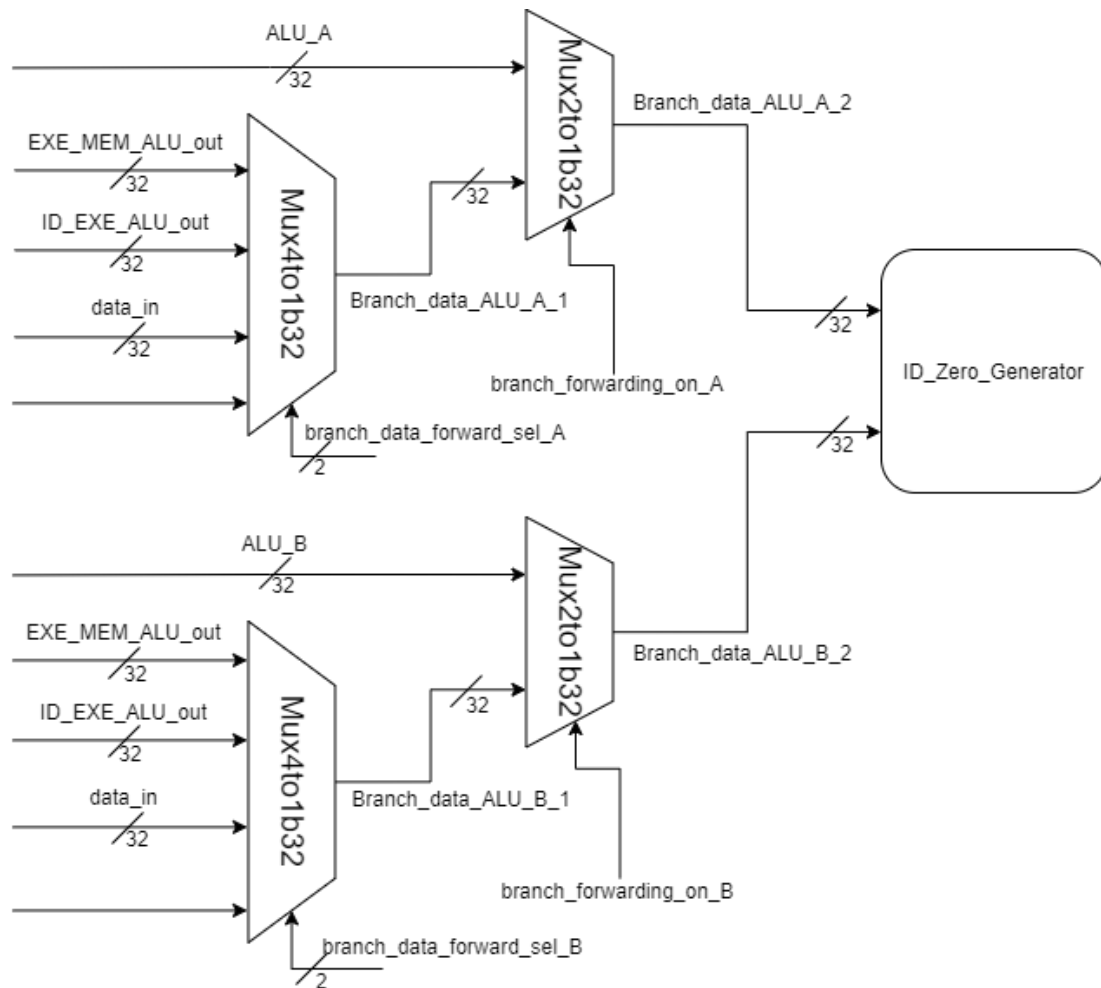 ALU_A
32
Mux2to1b32
Branch_data_ALU_A_2
EXE_MEM_ALU_out
32
ID_EXE_ALU_out
32
data_in
32
Mux4to1b32
32
Branch_data_ALU_A_1
branch_forwarding_on_A
branch_data_forward_sel_A
2
32
ID_Zero_Generator
32
ALU_B
32
Mux2to1b32
Branch_data_ALU_B_2
EXE_MEM_ALU_out
32
ID_EXE_ALU_out
32
data_in
32
Mux4to1b32
32
Branch_data_ALU_B_1
branch_forwarding_on_B
branch_data_forward_sel_B
2